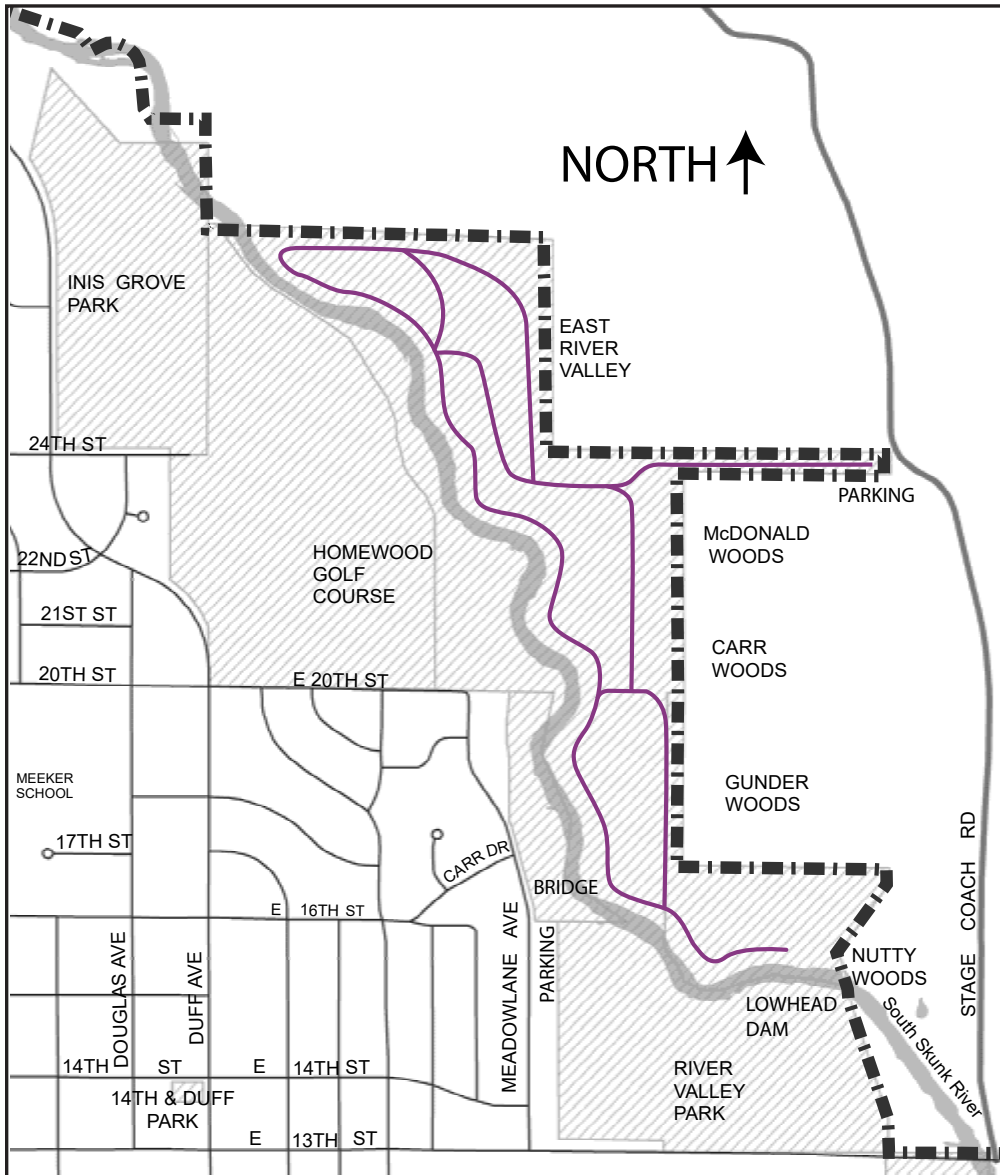 NORTH
INIS GROVE
PARK
EAST
RIVER
VALLEY
24TH ST
PARKING
McDONALD
WOODS
HOMEWOOD
GOLF
COURSE
22ND ST
21ST ST
20TH ST
E 20TH ST
CARR
WOODS
MEEKER
SCHOOL
GUNDER
WOODS
17TH ST
CARR DR
BRIDGE
E 16TH ST
DOUGLAS AVE
DUFF AVE
MEADOWLANE AVE
PARKING
STAGE COACH RD
NUTTY
WOODS
LOWHEAD
DAM
South Skunk River
14TH ST E 14TH ST
14TH & DUFF
PARK
RIVER
VALLEY
PARK
E 13TH ST